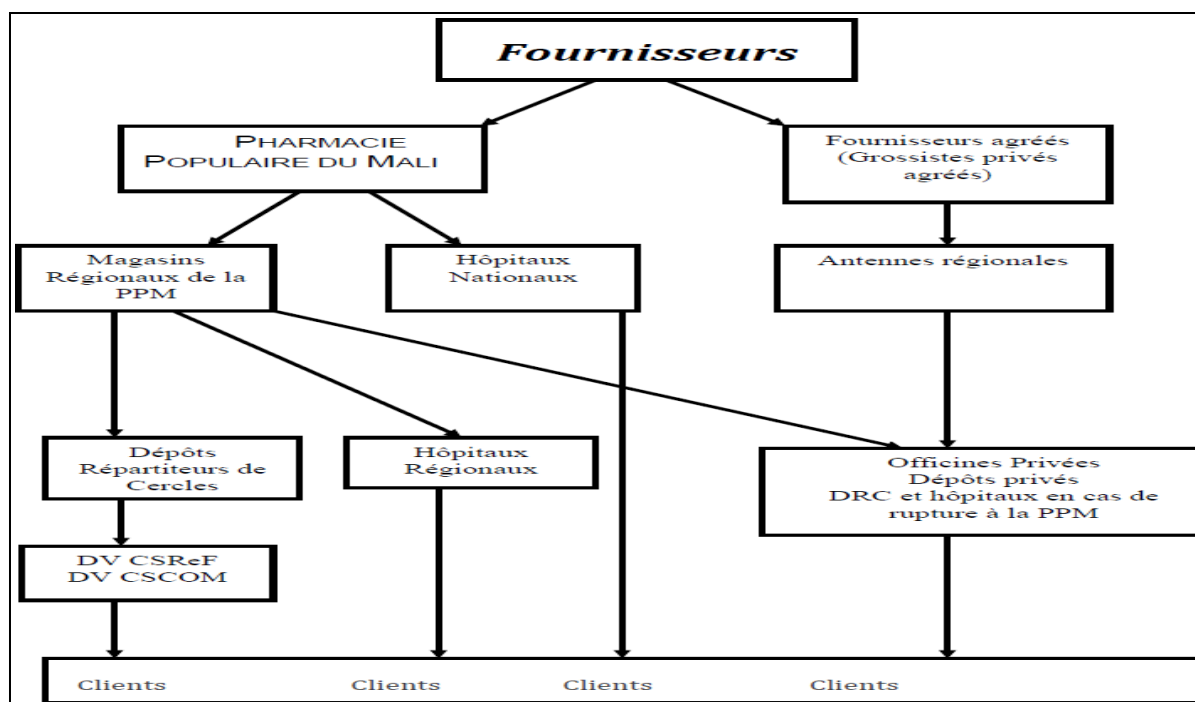 Fournisseurs
PHARMACIE
POPULAIRE DU MALI
Fournisseurs agréés
(Grossistes privés
agréés)
Magasins
Régionaux de la
PPM
Hôpitaux
Nationaux
Antennes régionales
Dépôts
Répartiteurs de
Cercles
Hôpitaux
Régionaux
Officines Privées
Dépôts privés
DRC et hôpitaux en cas de
rupture à la PPM
DV CSReF
DV CSCOM
Clients Clients Clients Clients